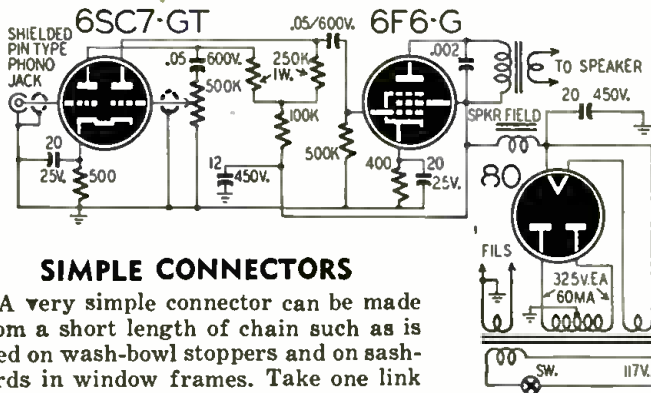 6SC7-GT
SHIELDED
PIN TYPE
PHONO
JACK
.05
600V.
500K
20
25V.
500
12
450V.
250K
1W.
100K
.05/600V.
500K
6F6-G
.002
400
20
25V.
TO SPEAKER
SPKR FIELD
20 450V.
80
FILS
325V.EA
60MA
SW.
117V.
SIMPLE CONNECTORS
A very simple connector can be made
om a short length of chain such as is
ed on wash-bowl stoppers and on sash-
rds in window frames. Take one link